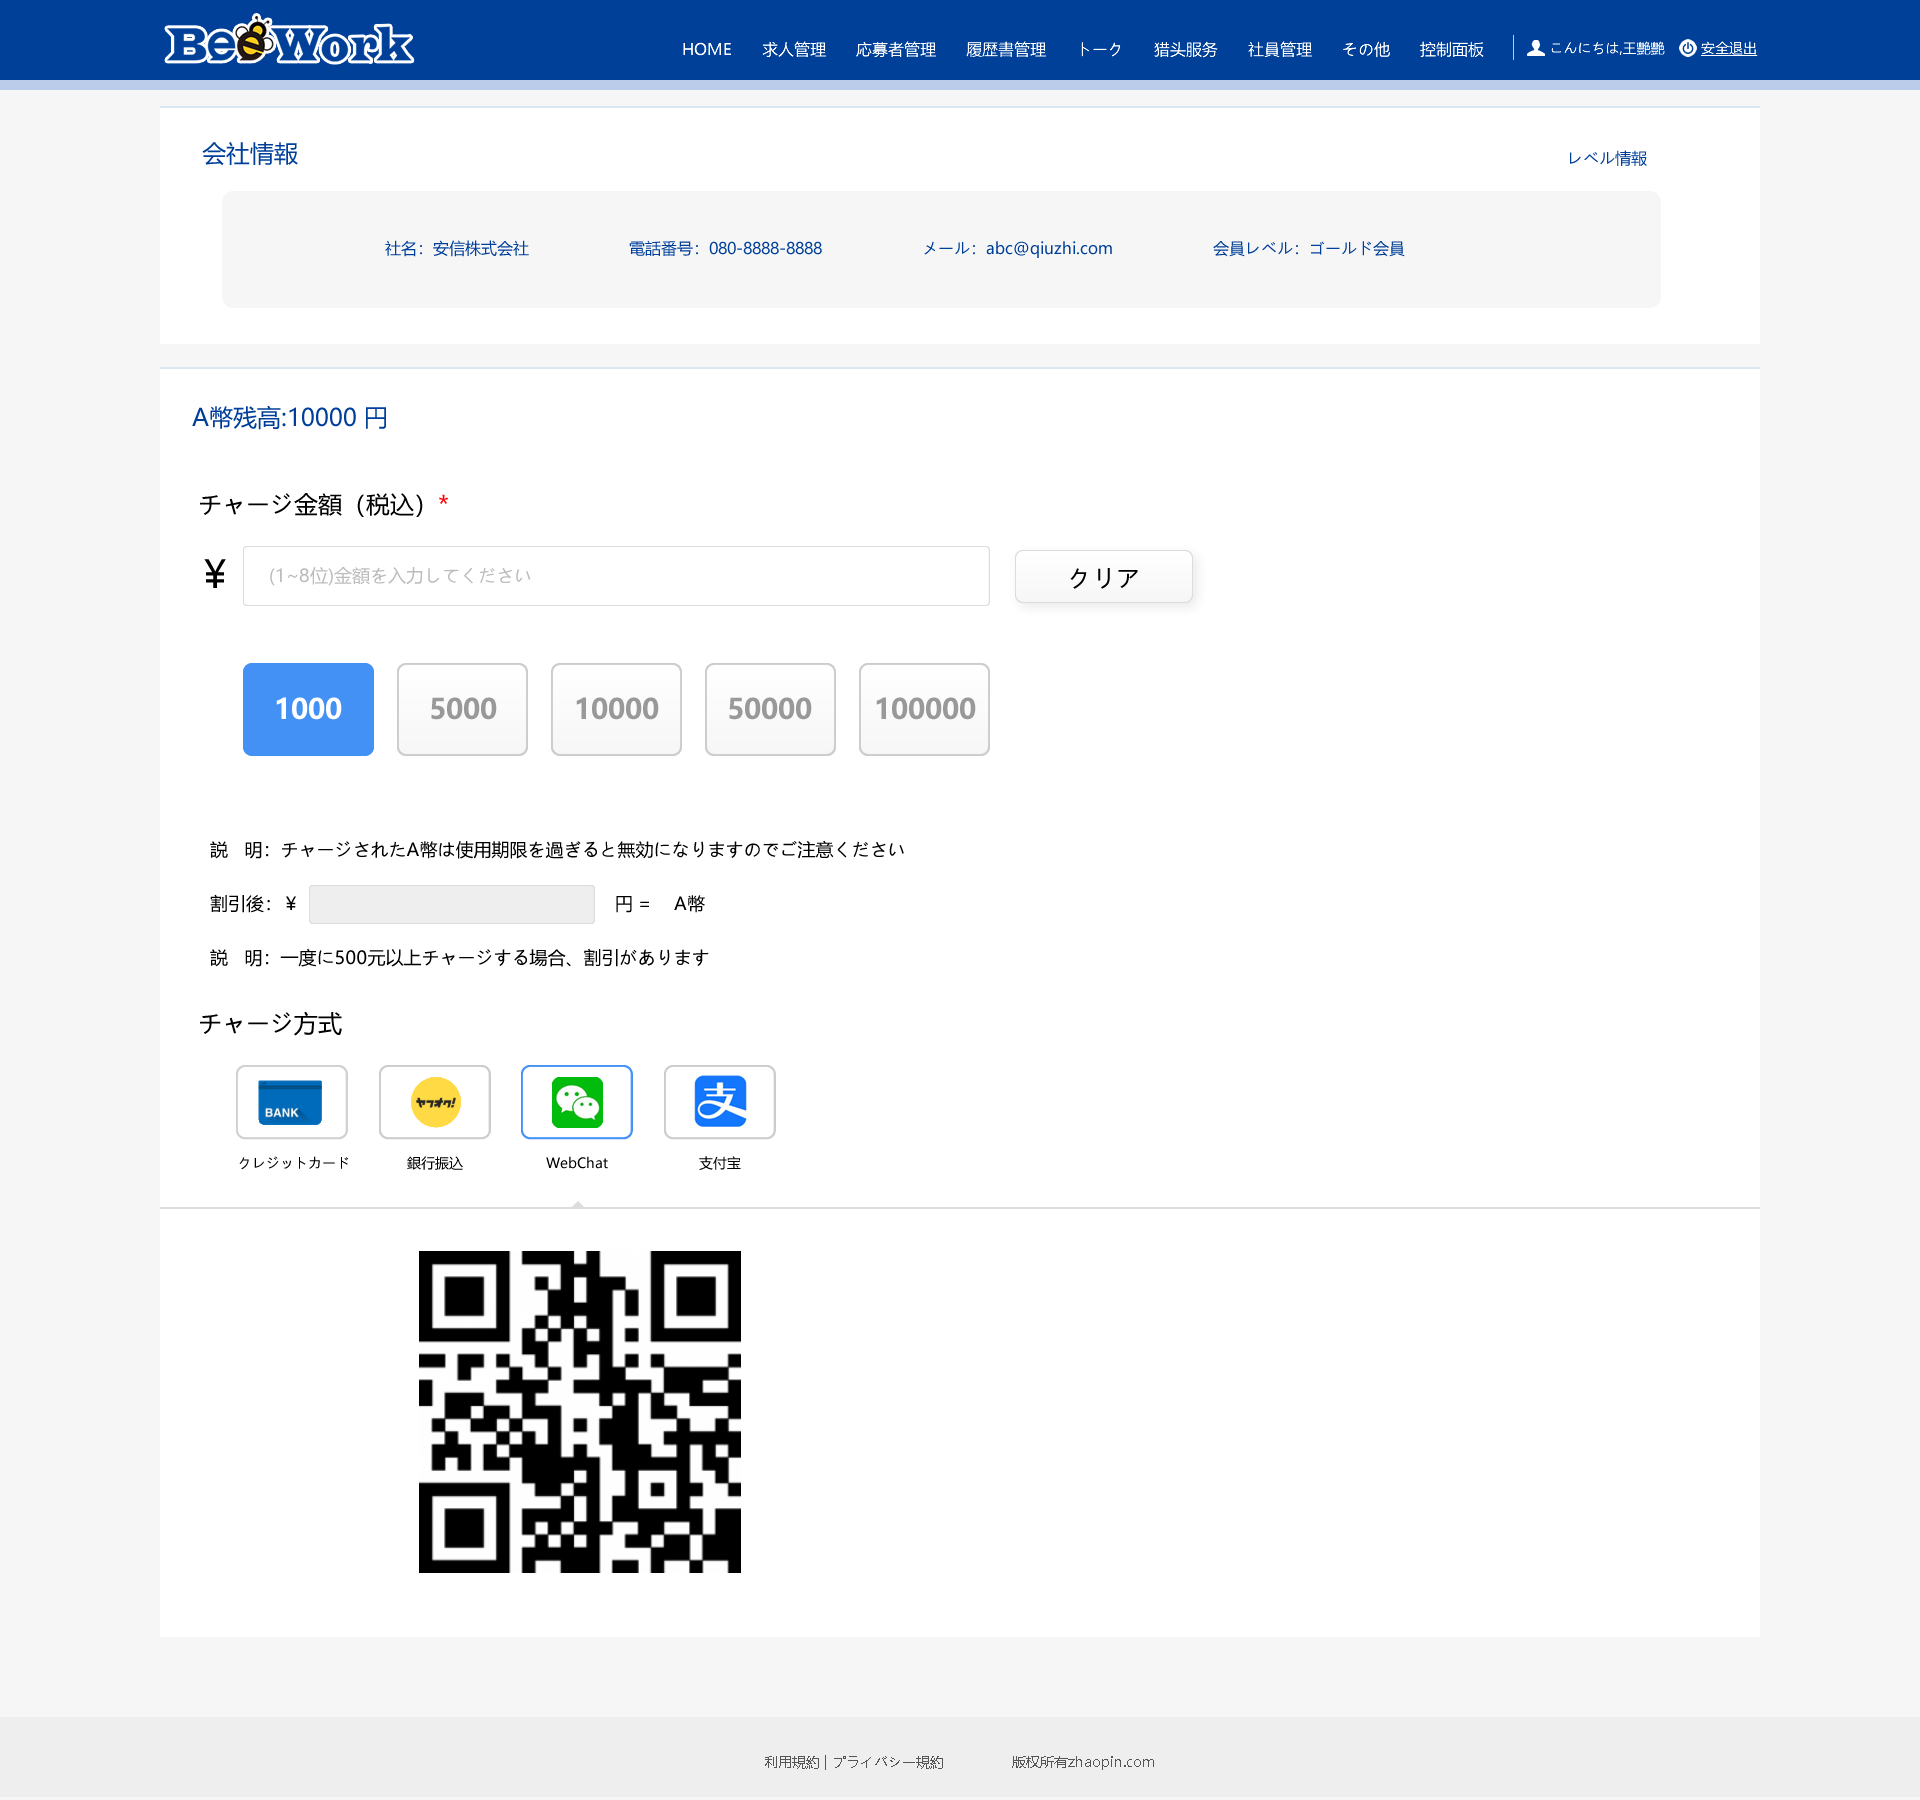 BeeWork
HOME 求人管理 応募者管理 履歴書管理 トーク 猎头服务 社員管理 その他 控制面板 こんにちは,王艷艷 安全退出
会社情報
レベル情報
社名：安信株式会社 電話番号：080-8888-8888 メール：abc@qiuzhi.com 会員レベル：ゴールド会員
A幣残高:10000 円
チャージ金額（税込）*
¥ (1~8位)金額を入力してください クリア
1000 5000 10000 50000 100000
説 明：チャージされたA幣は使用期限を過ぎると無効になりますのでご注意ください
割引後：¥ 円 = A幣
説 明：一度に500元以上チャージする場合、割引があります
チャージ方式
BANK ヤフオク! 支
クレジットカード 銀行振込 WebChat 支付宝
利用規約 | プライバシー規約 版权所有zhaopin.com